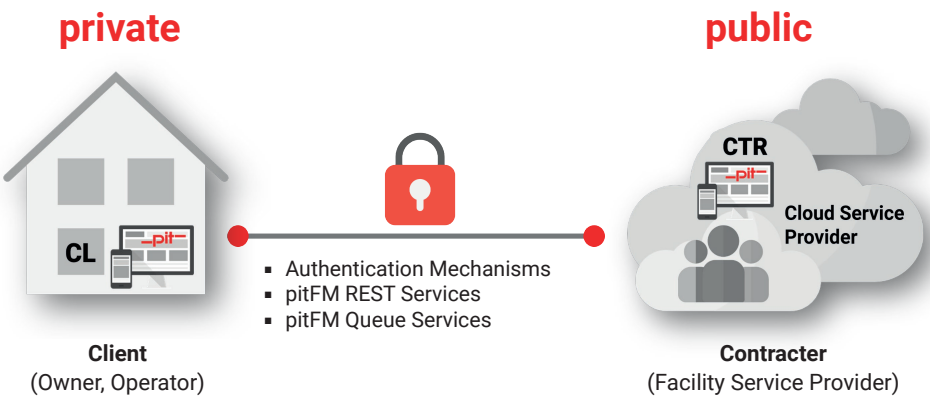 private
public
CTR
-pit-
Cloud Service
Provider
CL
-pit-
▪ Authentication Mechanisms
▪ pitFM REST Services
▪ pitFM Queue Services
Client
(Owner, Operator)
Contracter
(Facility Service Provider)